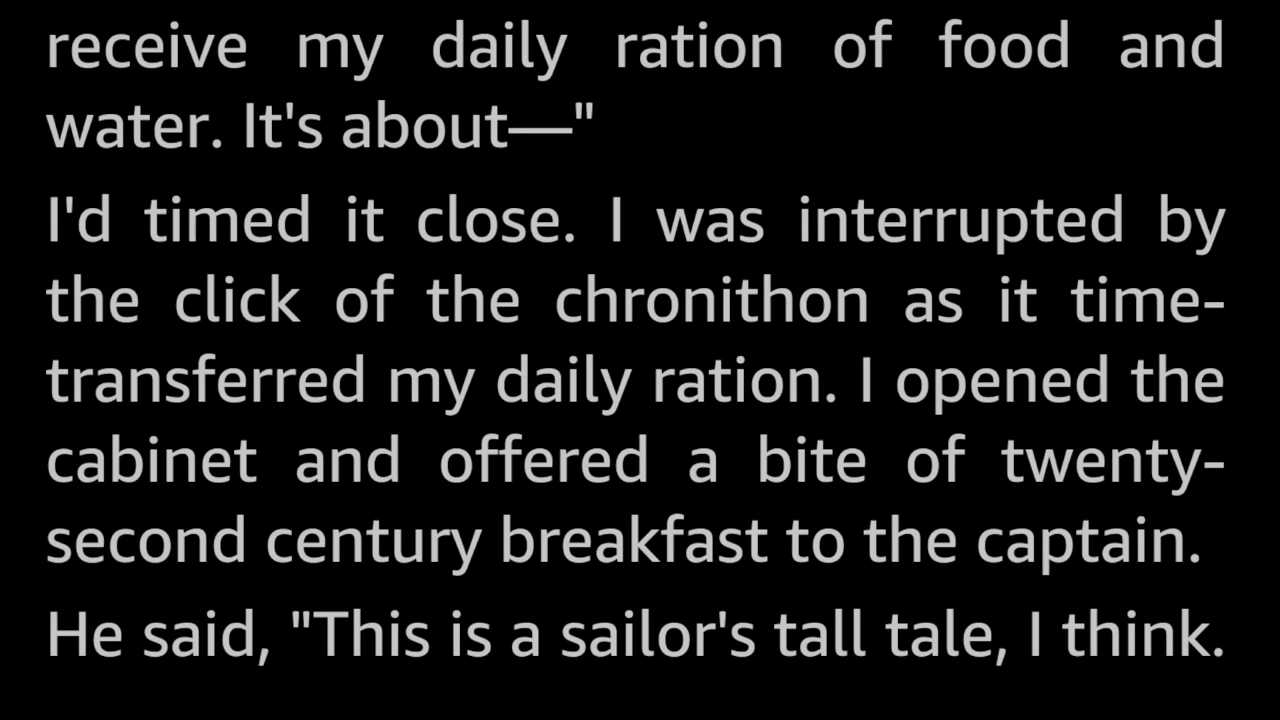 receive my daily ration of food and
water. It's about—"
I'd timed it close. I was interrupted by
the click of the chronithon as it time-
transferred my daily ration. I opened the
cabinet and offered a bite of twenty-
second century breakfast to the captain.
He said, "This is a sailor's tall tale, I think.